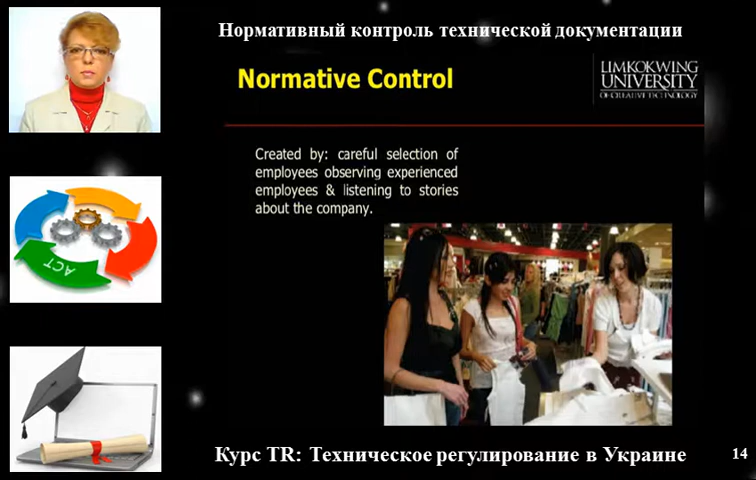 Нормативный контроль технической документации
Normative Control
LIMKOKWING
UNIVERSITY
OF CREATIVE TECHNOLOGY
Created by: careful selection of
employees observing experienced
employees & listening to stories
about the company.
ACT
Курс TR: Техническое регулирование в Украине
14